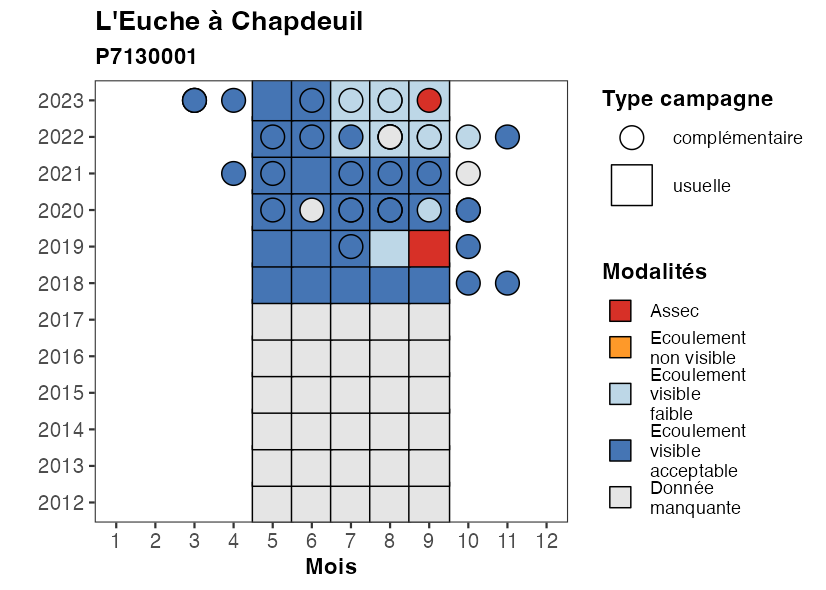 L'Euche à Chapdeuil
P7130001
2023
2022
2021
2020
2019
2018
2017
2016
2015
2014
2013
2012
1 2 3 4 5 6 7 8 9 10 11 12
Mois
Type campagne
complémentaire
usuelle
Modalités
Assec
Ecoulement
non visible
Ecoulement
visible
faible
Ecoulement
visible
acceptable
Donnée
manquante